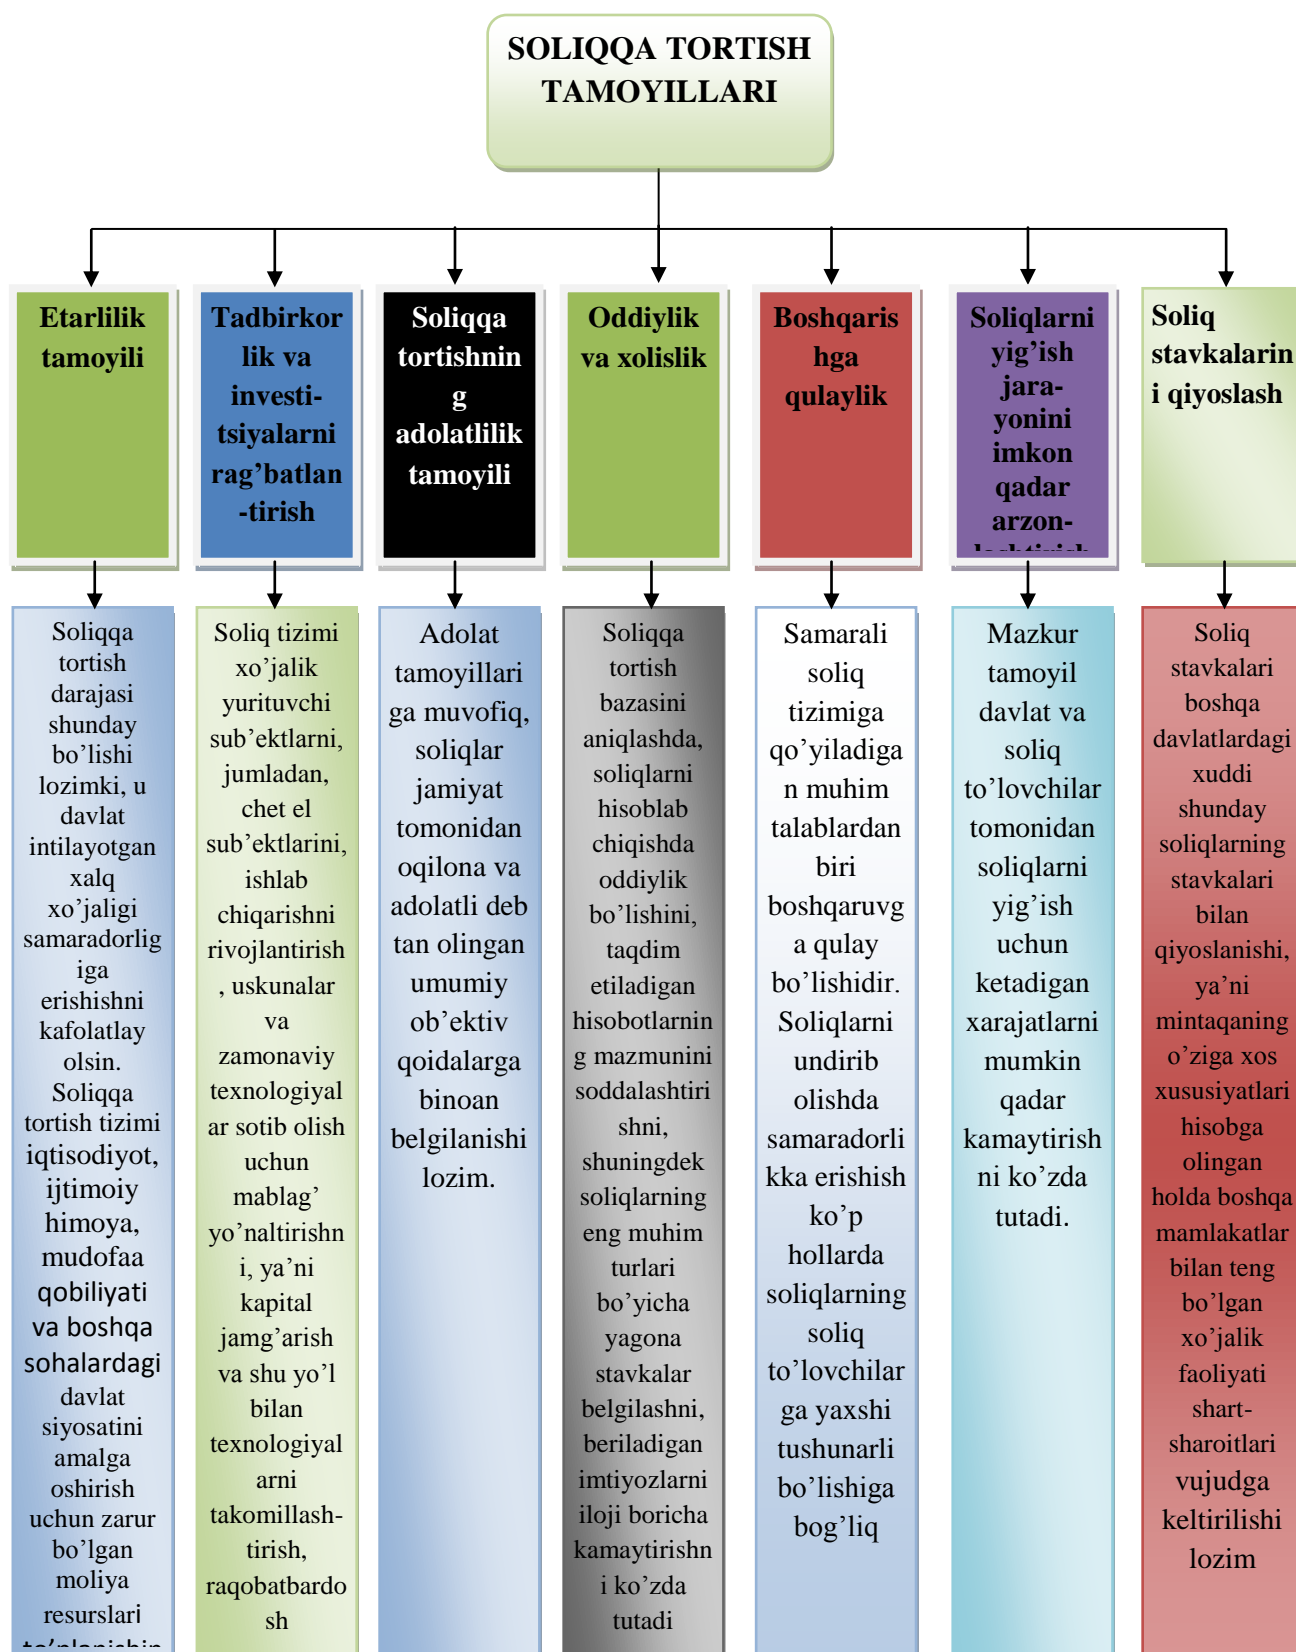 SOLIQQA TORTISH
TAMOYILLARI
Etarlilik
tamoyili
Tadbirkor
lik va
investi-
tsiyalarni
rag’batlan
-tirish
Soliqqa
tortishnin
g
adolatlilik
tamoyili
Oddiylik
va xolislik
Boshqaris
hga
qulaylik
Soliqlarni
yig’ish
jara-
yonini
imkon
qadar
arzon-
lashtirish
Soliq
stavkalarin
i qiyoslash
Soliqqa
tortish
darajasi
shunday
bo’lishi
lozimki, u
davlat
intilayotgan
xalq
xo’jaligi
samaradorlig
iga
erishishni
kafolatlay
olsin.
Soliqqa
tortish tizimi
iqtisodiyot,
ijtimoiy
himoya,
mudofaa
qobiliyati
va boshqa
sohalardagi
davlat
siyosatini
amalga
oshirish
uchun zarur
bo’lgan
moliya
resurslari
to’planishin
Soliq tizimi
xo’jalik
yurituvchi
sub’ektlarni,
jumladan,
chet el
sub’ektlarini,
ishlab
chiqarishni
rivojlantirish
, uskunalar
va
zamonaviy
texnologiyal
ar sotib olish
uchun
mablag’
yo’naltirishn
i, ya’ni
kapital
jamg’arish
va shu yo’l
bilan
texnologiyal
arni
takomillash-
tirish,
raqobatbardo
sh
Adolat
tamoyillari
ga muvofiq,
soliqlar
jamiyat
tomonidan
oqilona va
adolatli deb
tan olingan
umumiy
ob’ektiv
qoidalarga
binoan
belgilanishi
lozim.
Soliqqa
tortish
bazasini
aniqlashda,
soliqlarni
hisoblab
chiqishda
oddiylik
bo’lishini,
taqdim
etiladigan
hisobotlarnin
g mazmunini
soddalashtiri
shni,
shuningdek
soliqlarning
eng muhim
turlari
bo’yicha
yagona
stavkalar
belgilashni,
beriladigan
imtiyozlarni
iloji boricha
kamaytirishn
i ko’zda
tutadi
Samarali
soliq
tizimiga
qo’yiladiga
n muhim
talablardan
biri
boshqaruvg
a qulay
bo’lishidir.
Soliqlarni
undirib
olishda
samaradorli
kka erishish
ko’p
hollarda
soliqlarning
soliq
to’lovchilar
ga yaxshi
tushunarli
bo’lishiga
bog’liq
Mazkur
tamoyil
davlat va
soliq
to’lovchilar
tomonidan
soliqlarni
yig’ish
uchun
ketadigan
xarajatlarni
mumkin
qadar
kamaytirish
ni ko’zda
tutadi.
Soliq
stavkalari
boshqa
davlatlardagi
xuddi
shunday
soliqlarning
stavkalari
bilan
qiyoslanishi,
ya’ni
mintaqaning
o’ziga xos
xususiyatlari
hisobga
olingan
holda boshqa
mamlakatlar
bilan teng
bo’lgan
xo’jalik
faoliyati
shart-
sharoitlari
vujudga
keltirilishi
lozim